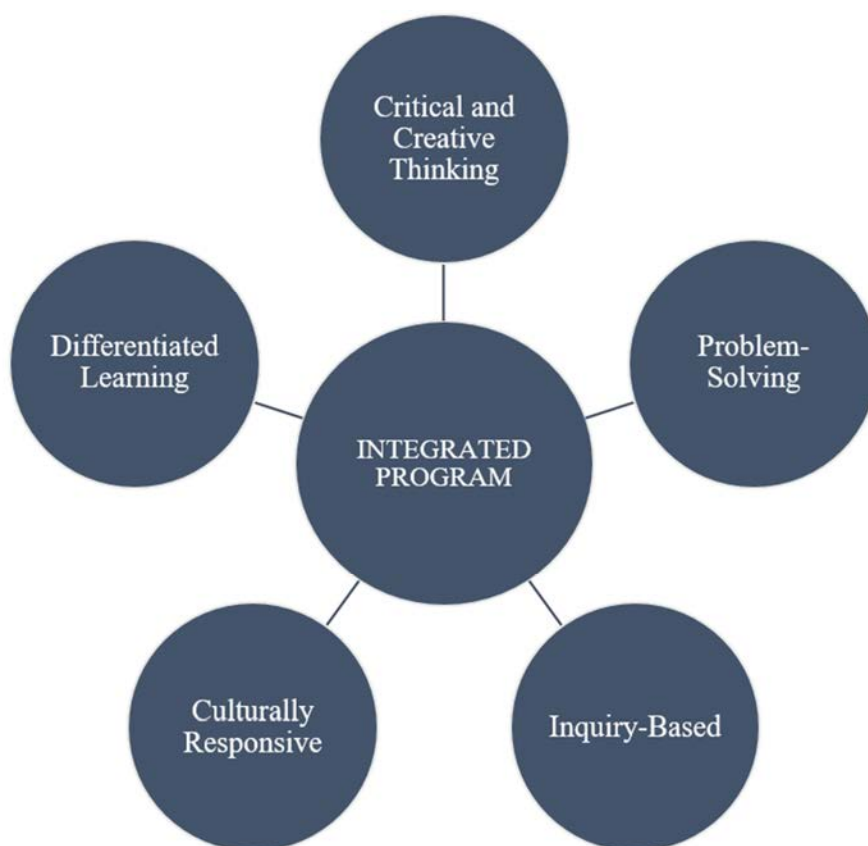 Critical and
Creative
Thinking
Differentiated
Learning
Problem-
Solving
INTEGRATED
PROGRAM
Culturally
Responsive
Inquiry-Based